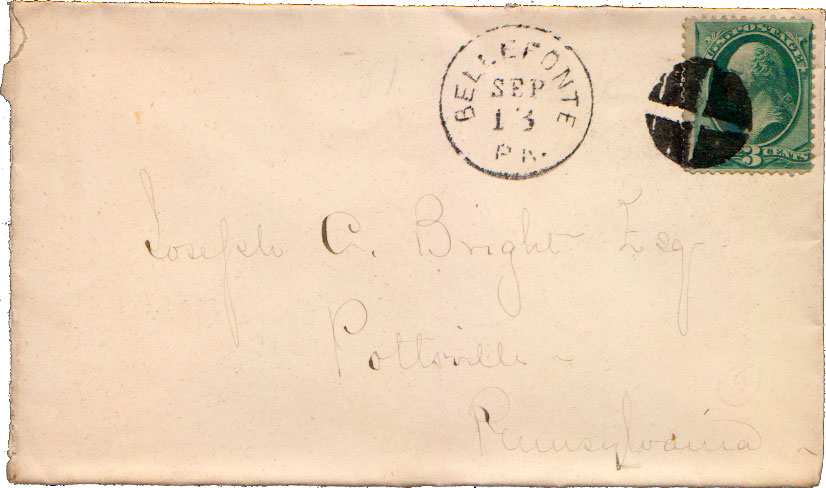 BELLEFONTE
SEP
13
PA.
U.S. POSTAGE
3 CENTS
Joseph C. Bright Esq
Pottsville
Pennsylvania